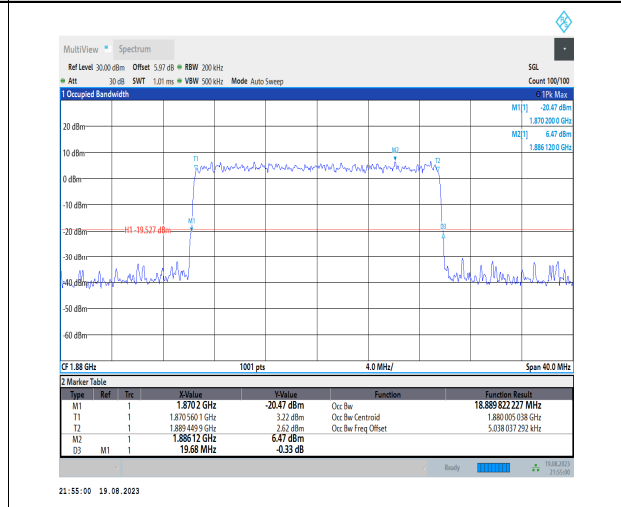 MultiView Spectrum
Ref Level 30.00 dBm Offset 5.97 dB RBW 200 kHz SGL
Att 30 dB SWT 1.01 ms VBW 500 kHz Mode Auto Sweep Count 100/100
1 Occupied Bandwidth 1Pk Max
M1[1] -20.47 dBm
1.870 200 0 GHz
M2[1] 6.47 dBm
1.886 120 0 GHz
20 dBm
10 dBm
M2
T1
T2
0 dBm
-10 dBm
M1
D3
-20 dBm
H1 -19.527 dBm
-30 dBm
-40 dBm
-50 dBm
-60 dBm
CF 1.88 GHz 1001 pts 4.0 MHz/ Span 40.0 MHz
2 Marker Table
Type Ref Trc X-Value Y-Value Function Function Result
M1 1 1.870 2 GHz -20.47 dBm Occ Bw 18.889 822 227 MHz
T1 1 1.870 560 1 GHz 3.22 dBm Occ Bw Centroid 1.880 005 038 GHz
T2 1 1.889 449 9 GHz 2.62 dBm Occ Bw Freq Offset 5.038 037 292 kHz
M2 1 1.886 12 GHz 6.47 dBm
D3 M1 1 19.68 MHz -0.33 dB
Ready 19.08.2023
21:55:00
21:55:00 19.08.2023